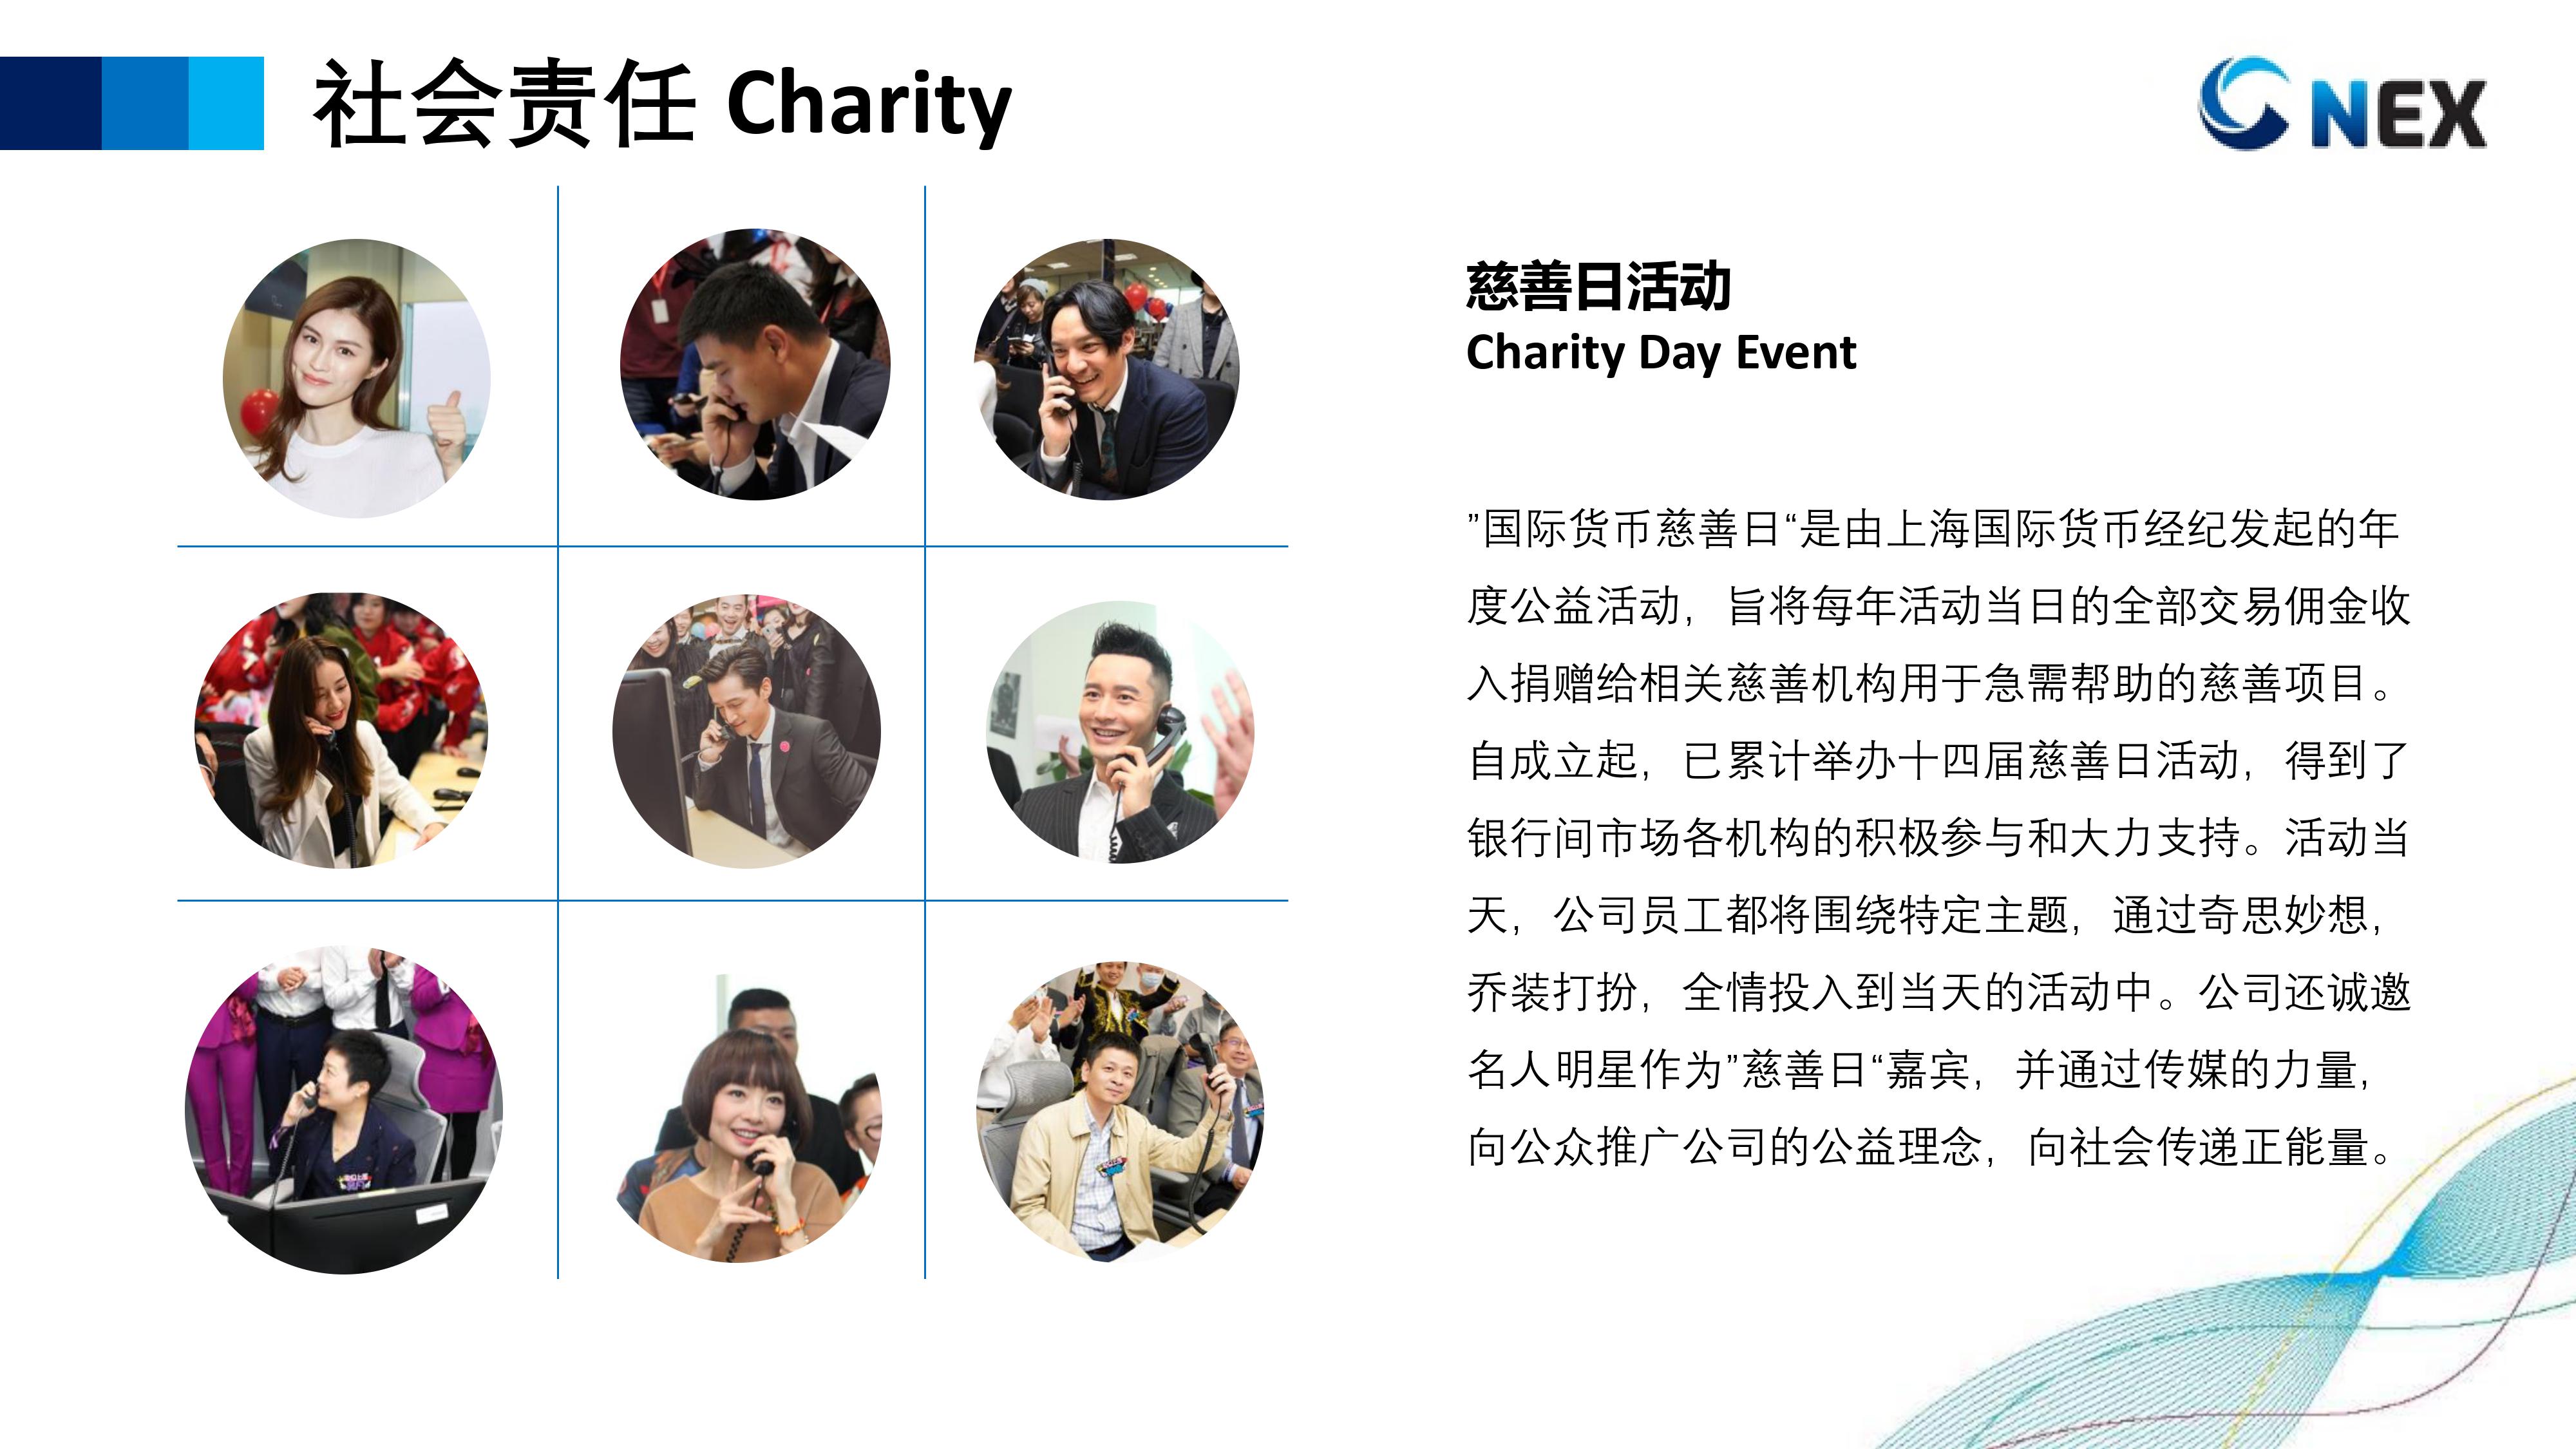 社会责任 Charity
NEX
慈善日活动
Charity Day Event
”国际货币慈善日“是由上海国际货币经纪发起的年
度公益活动，旨将每年活动当日的全部交易佣金收
入捐赠给相关慈善机构用于急需帮助的慈善项目。
自成立起，已累计举办十四届慈善日活动，得到了
银行间市场各机构的积极参与和大力支持。活动当
天，公司员工都将围绕特定主题，通过奇思妙想，
乔装打扮，全情投入到当天的活动中。公司还诚邀
名人明星作为”慈善日“嘉宾，并通过传媒的力量，
向公众推广公司的公益理念，向社会传递正能量。